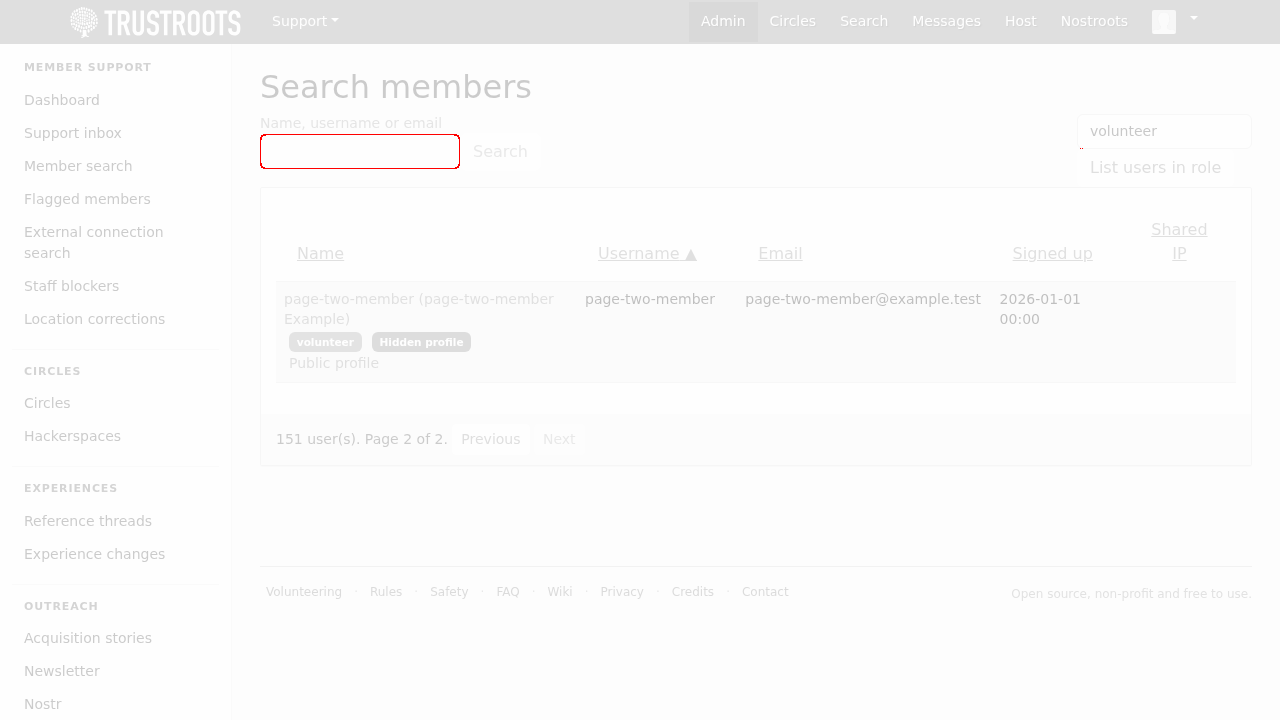 TRUSTROOTS Support Admin Circles Search Messages Host Nostroots
MEMBER SUPPORT
Dashboard
Support inbox
Member search
Flagged members
External connection
search
Staff blockers
Location corrections
CIRCLES
Circles
Hackerspaces
EXPERIENCES
Reference threads
Experience changes
OUTREACH
Acquisition stories
Newsletter
Nostr
Search members
Name, username or email
Search
volunteer
List users in role
Name Username ▲ Email Signed up Shared
IP
page-two-member (page-two-member page-two-member page-two-member@example.test 2026-01-01
Example) 00:00
volunteer Hidden profile
Public profile
151 user(s). Page 2 of 2. Previous Next
Volunteering · Rules · Safety · FAQ · Wiki · Privacy · Credits · Contact
Open source, non-profit and free to use.